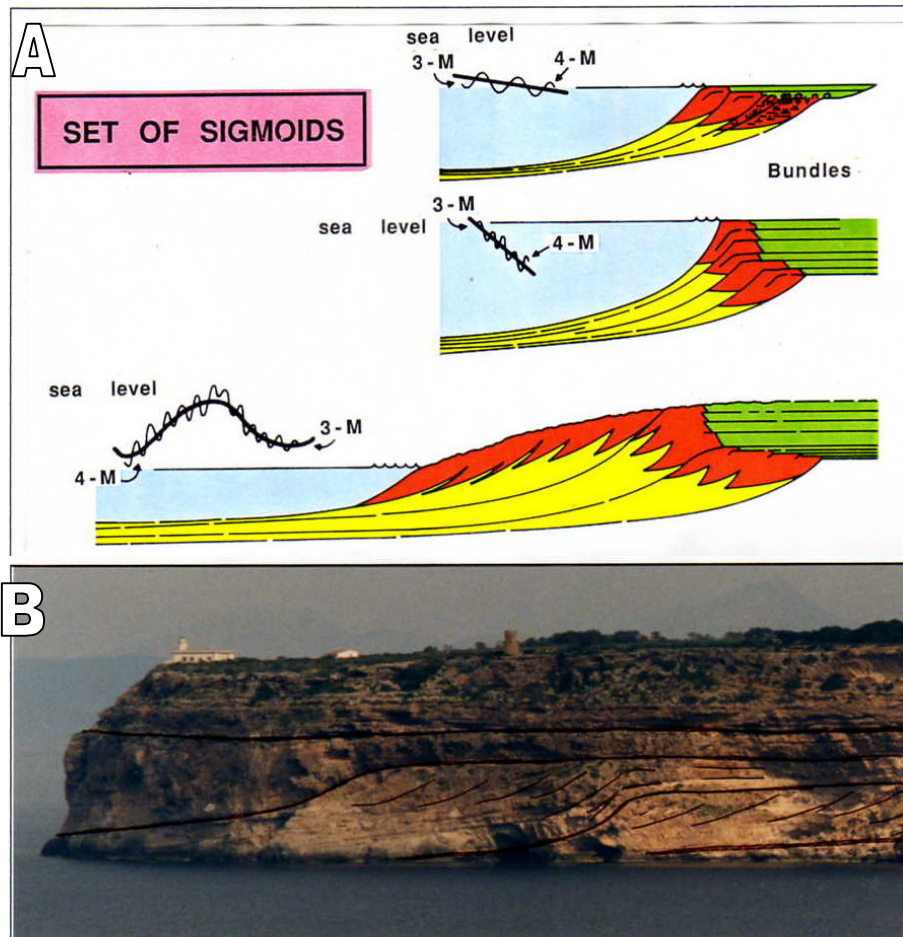 A
sea level
3-M
4-M
SET OF SIGMOIDS
Bundles
3-M
sea level
4-M
sea level
3-M
4-M
B